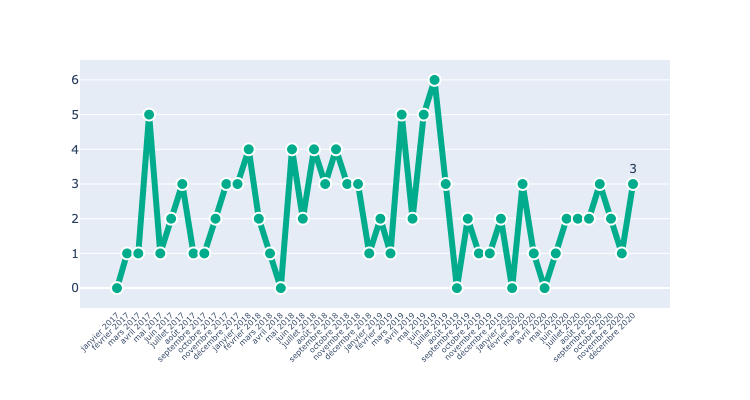 6
5
4
3
2
1
0
3
janvier 2017
février 2017
mars 2017
avril 2017
mai 2017
juin 2017
juillet 2017
août 2017
septembre 2017
octobre 2017
novembre 2017
décembre 2017
janvier 2018
février 2018
mars 2018
avril 2018
mai 2018
juin 2018
juillet 2018
août 2018
septembre 2018
octobre 2018
novembre 2018
décembre 2018
janvier 2019
février 2019
mars 2019
avril 2019
mai 2019
juin 2019
juillet 2019
août 2019
septembre 2019
octobre 2019
novembre 2019
décembre 2019
janvier 2020
février 2020
mars 2020
avril 2020
mai 2020
juin 2020
juillet 2020
août 2020
septembre 2020
octobre 2020
novembre 2020
décembre 2020